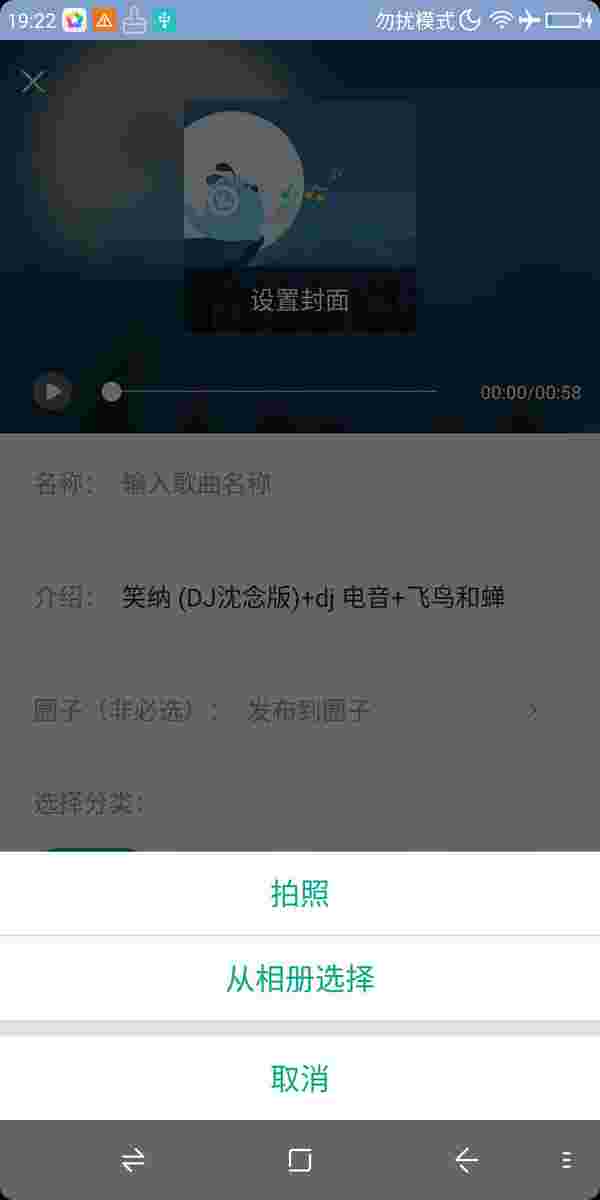 19:22 勿扰模式
设置封面
00:00/00:58
名称： 输入歌曲名称
介绍： 笑纳 (DJ沈念版)+dj 电音+飞鸟和蝉
圈子（非必选）： 发布到圈子
选择分类：
拍照
从相册选择
取消